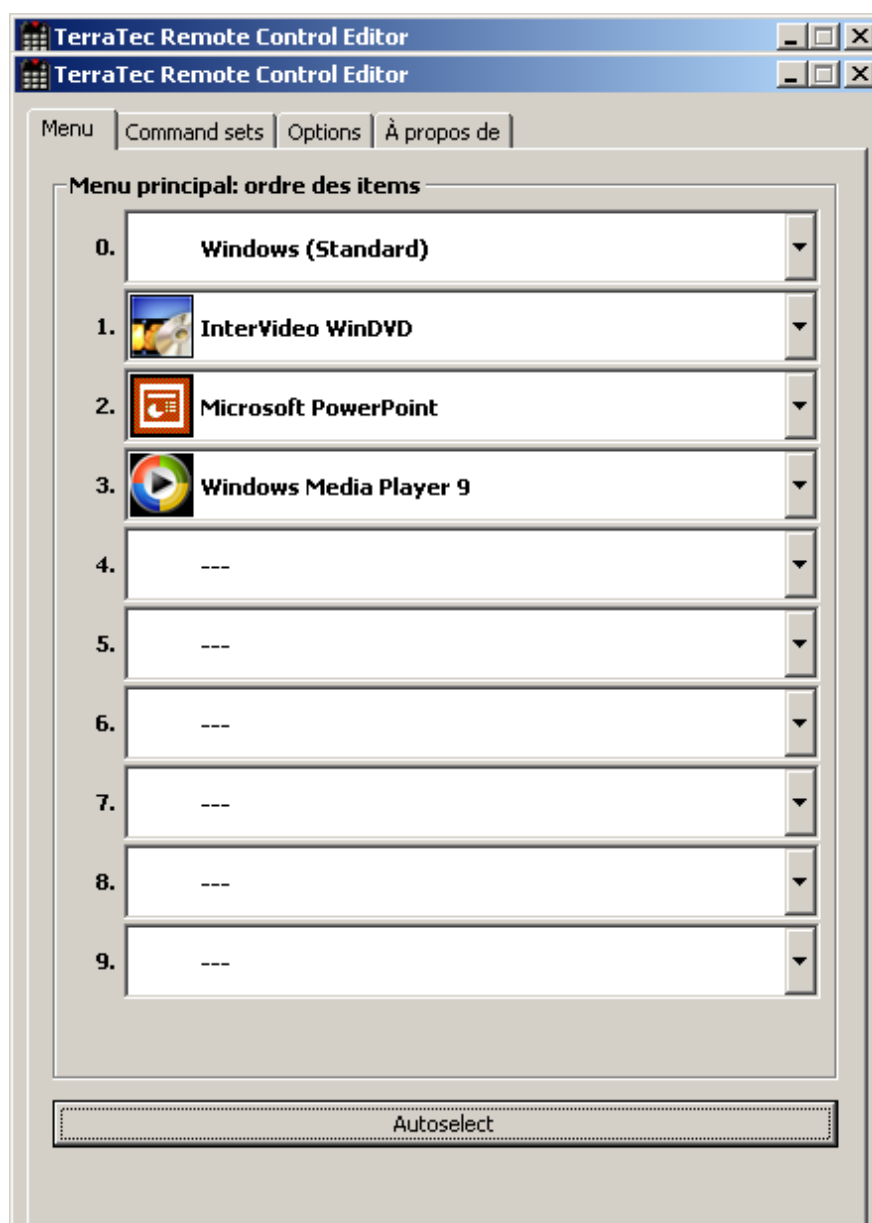 TerraTec Remote Control Editor
TerraTec Remote Control Editor
Menu Command sets Options À propos de
Menu principal: ordre des items
0. Windows (Standard)
1. InterVideo WinDVD
2. Microsoft PowerPoint
3. Windows Media Player 9
4. ---
5. ---
6. ---
7. ---
8. ---
9. ---
Autoselect